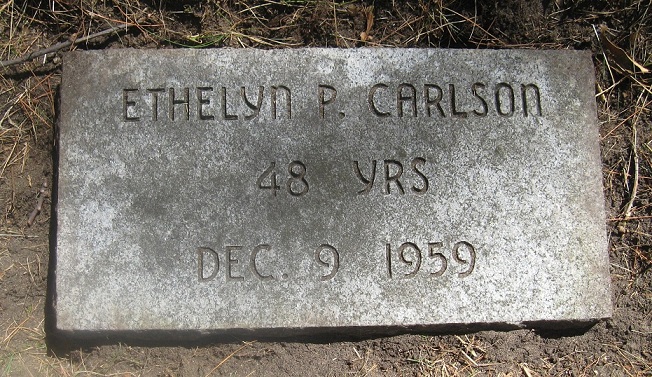 ETHELYN P. CARLSON
48 YRS
DEC. 9 1959